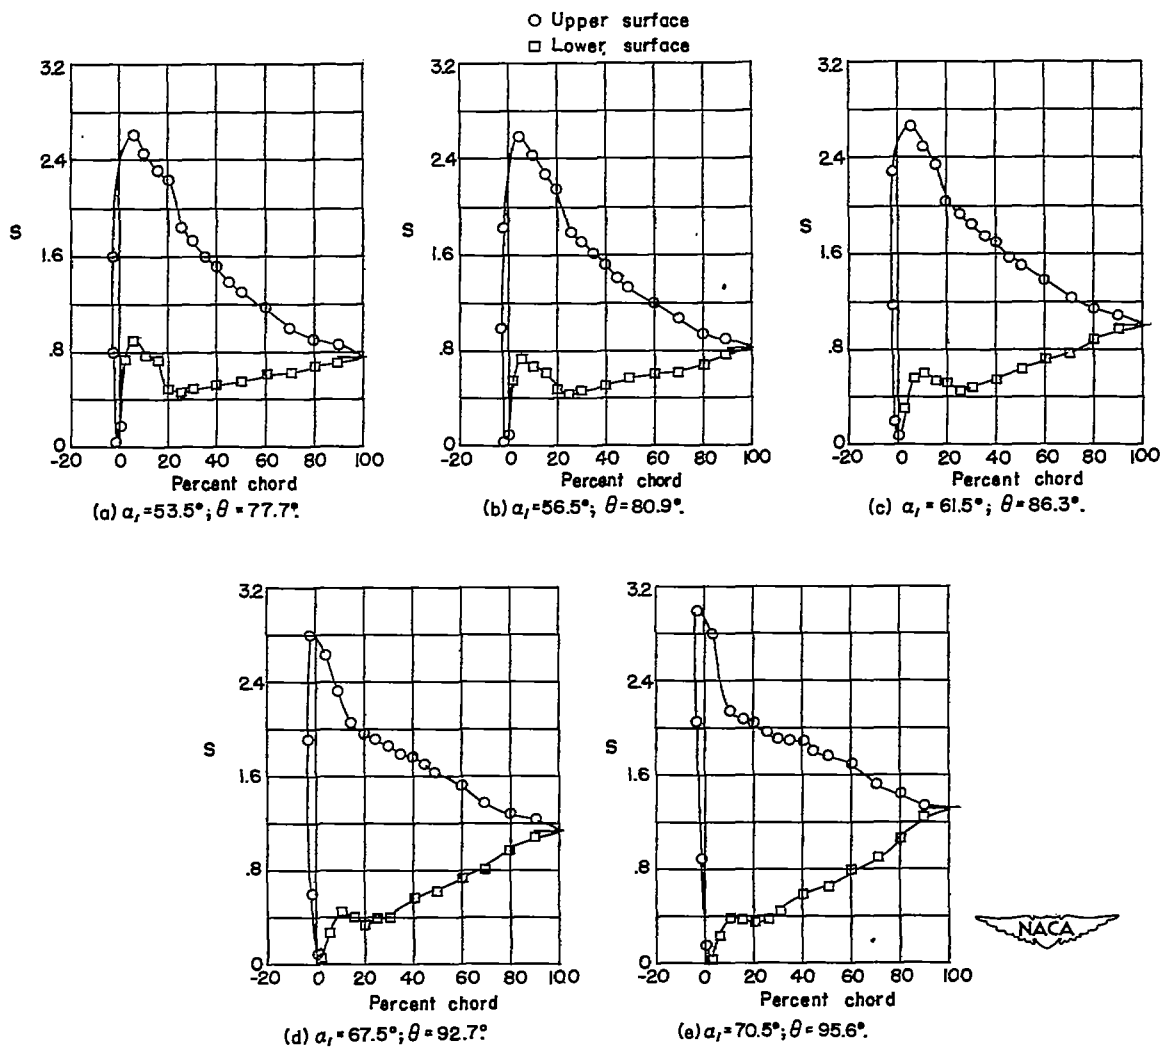 ○ Upper surface
□ Lower surface
3.2 2.4 S 1.6 .8 0
-20 0 20 40 60 80 100
Percent chord
(a) α₁=53.5°; θ=77.7°.
3.2 2.4 S 1.6 .8 0
-20 0 20 40 60 80 100
Percent chord
(b) α₁=56.5°; θ=80.9°.
3.2 2.4 S 1.6 .8 0
-20 0 20 40 60 80 100
Percent chord
(c) α₁=61.5°; θ=86.3°.
3.2 2.4 S 1.6 .8 0
-20 0 20 40 60 80 100
Percent chord
(d) α₁=67.5°; θ=92.7°
3.2 2.4 S 1.6 .8 0
-20 0 20 40 60 80 100
Percent chord
(e) α₁=70.5°; θ=95.6°.
NACA